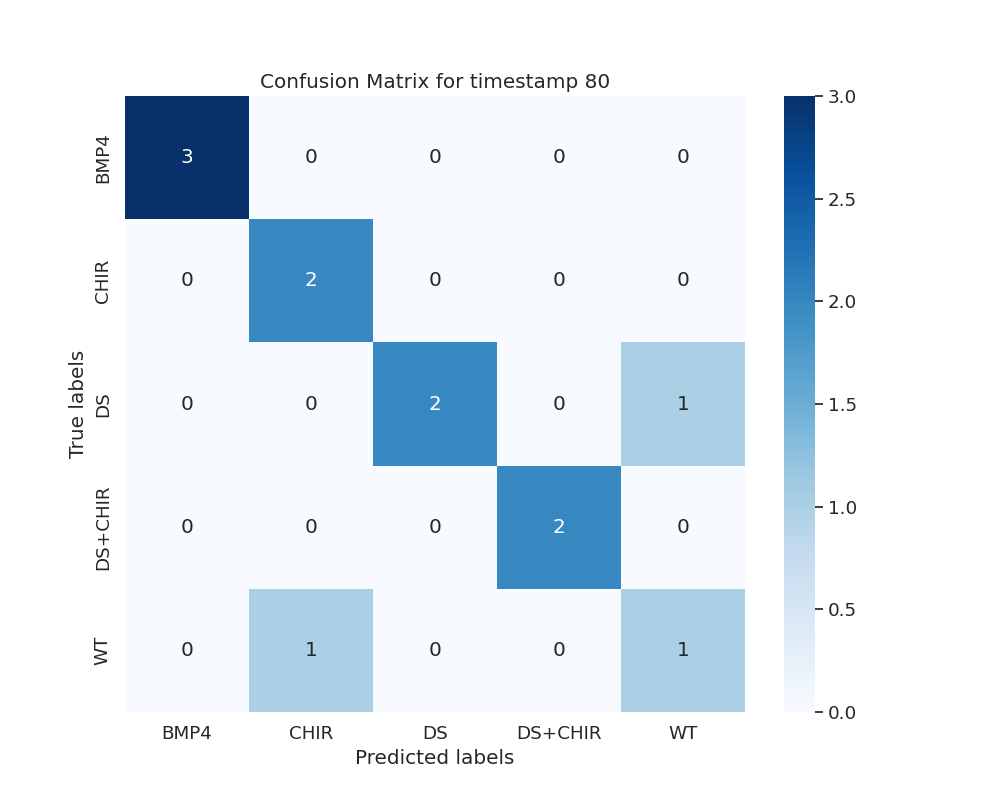 Confusion Matrix for timestamp 80
True labels
BMP4 3 0 0 0 0
CHIR 0 2 0 0 0
DS 0 0 2 0 1
DS+CHIR 0 0 0 2 0
WT 0 1 0 0 1
BMP4 CHIR DS DS+CHIR WT
Predicted labels
3.0
2.5
2.0
1.5
1.0
0.5
0.0